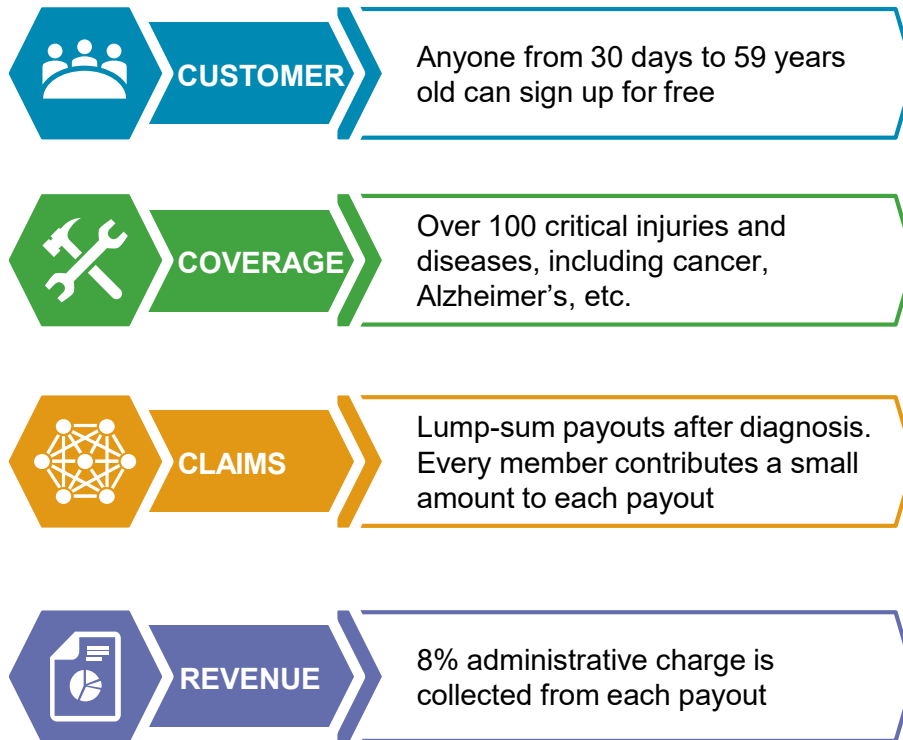 CUSTOMER
Anyone from 30 days to 59 years
old can sign up for free
COVERAGE
Over 100 critical injuries and
diseases, including cancer,
Alzheimer’s, etc.
CLAIMS
Lump-sum payouts after diagnosis.
Every member contributes a small
amount to each payout
REVENUE
8% administrative charge is
collected from each payout